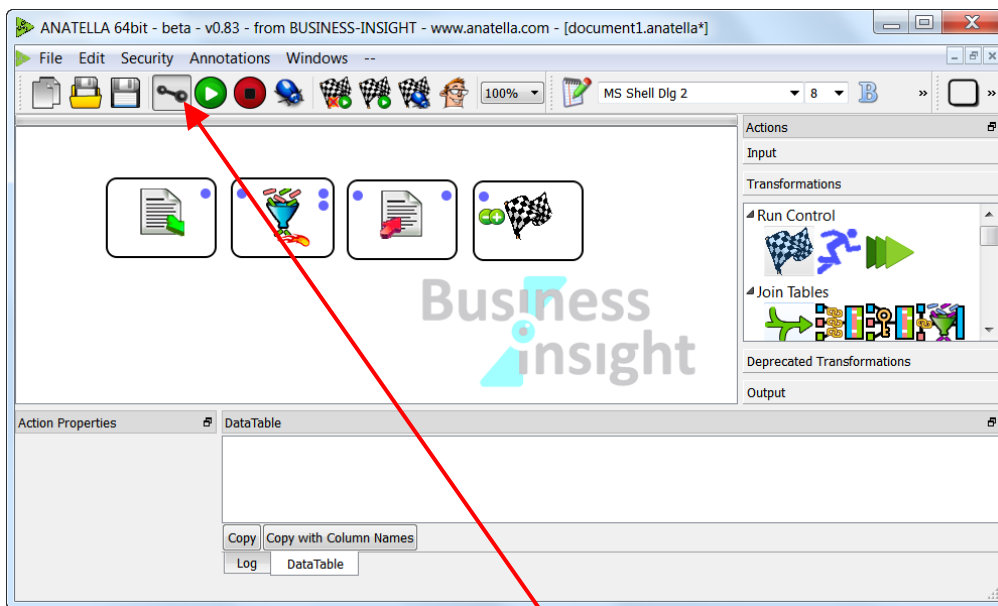 ANATELLA 64bit - beta - v0.83 - from BUSINESS-INSIGHT - www.anatella.com - [document1.anatella*]
File Edit Security Annotations Windows --
100% MS Shell Dlg 2 8 B » »
Actions
Input
Transformations
Run Control
Join Tables
Business
insight
Deprecated Transformations
Output
Action Properties DataTable
Copy Copy with Column Names
Log DataTable